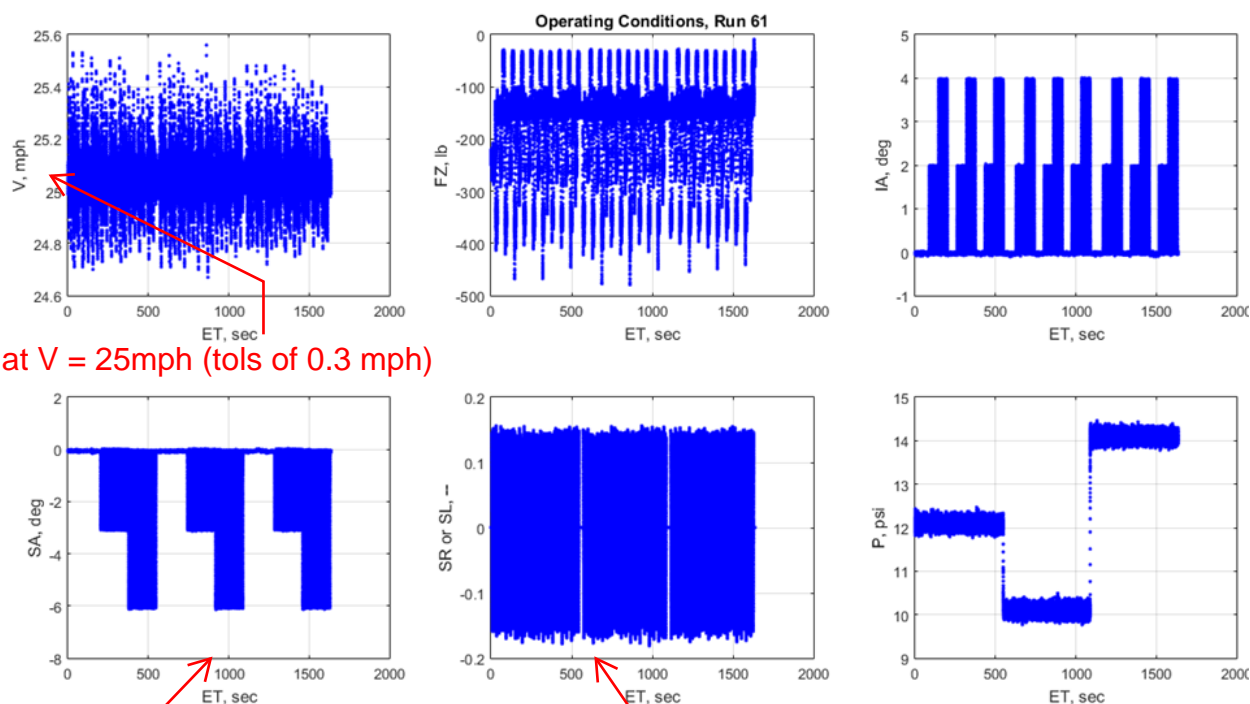 Operating Conditions, Run 61
25.6
25.4
25.2
25
24.8
24.6
V, mph
0 500 1000 1500 2000
ET, sec
0
-100
-200
-300
-400
-500
FZ, lb
0 500 1000 1500 2000
ET, sec
5
4
3
2
1
0
-1
IA, deg
0 500 1000 1500 2000
ET, sec
at V = 25mph (tols of 0.3 mph)
2
0
-2
-4
-6
-8
SA, deg
0 500 1000 1500 2000
ET, sec
0.2
0.1
0
-0.1
-0.2
SR or SL, --
0 500 1000 1500 2000
ET, sec
15
14
13
12
11
10
9
P, psi
0 500 1000 1500 2000
ET, sec